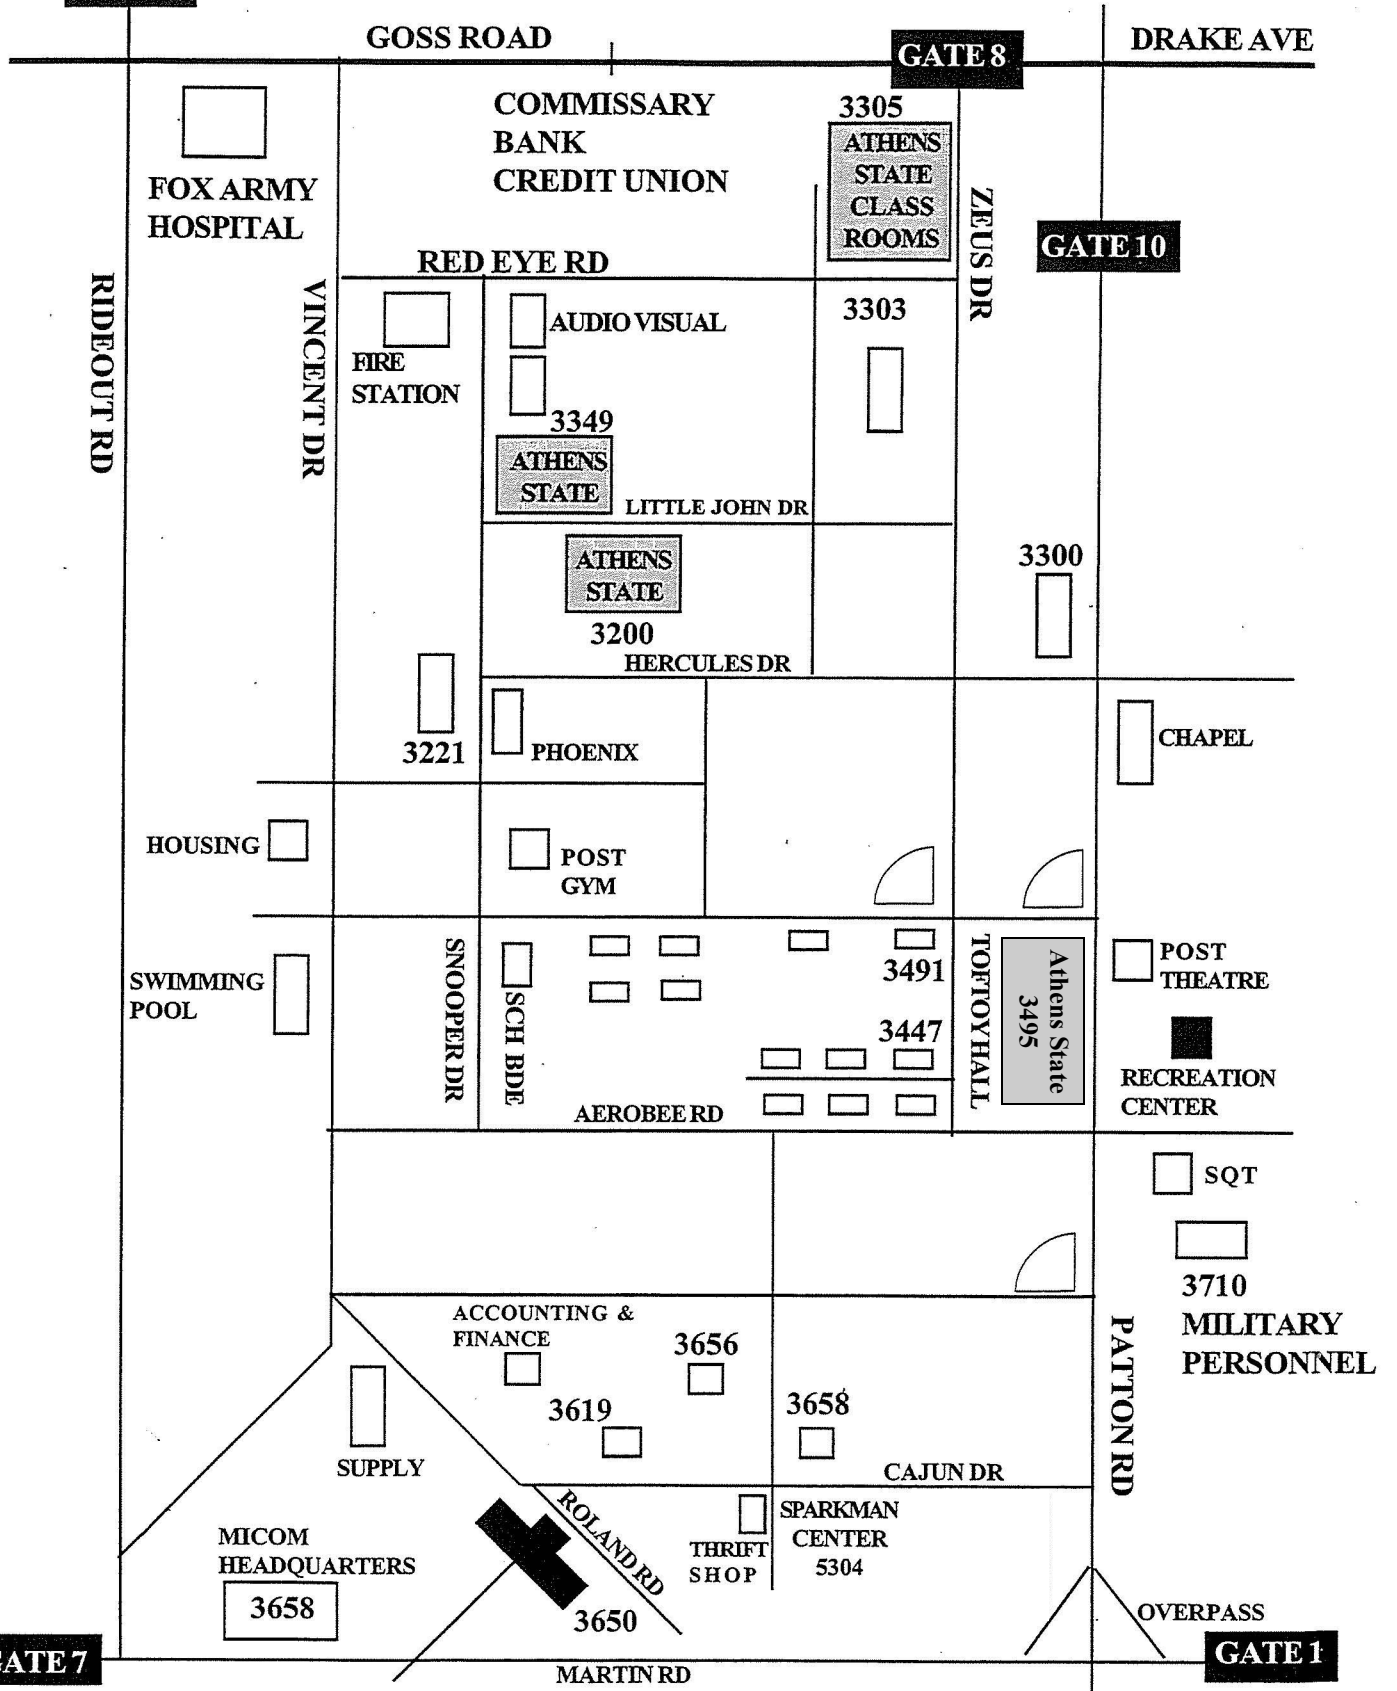 GOSS ROAD
GATE 8
DRAKE AVE
COMMISSARY
BANK
CREDIT UNION
3305
ATHENS
STATE
CLASS
ROOMS
FOX ARMY
HOSPITAL
ZEUS DR
GATE 10
RED EYE RD
RIDEOUT RD
VINCENT DR
AUDIO VISUAL
3303
FIRE
STATION
3349
ATHENS
STATE
LITTLE JOHN DR
ATHENS
STATE
3200
3300
HERCULES DR
3221
PHOENIX
CHAPEL
HOUSING
POST
GYM
SWIMMING
POOL
SNOOPER DR
SCH BDE
3491
3447
TOFTOY HALL
Athens State
3495
POST
THEATRE
RECREATION
CENTER
AEROBEE RD
SQT
3710
MILITARY
PERSONNEL
ACCOUNTING &
FINANCE
3656
3619
3658
PATTON RD
SUPPLY
CAJUN DR
ROLAND RD
THRIFT
SHOP
SPARKMAN
CENTER
5304
MICOM
HEADQUARTERS
3658
3650
OVERPASS
GATE 7
MARTIN RD
GATE 1